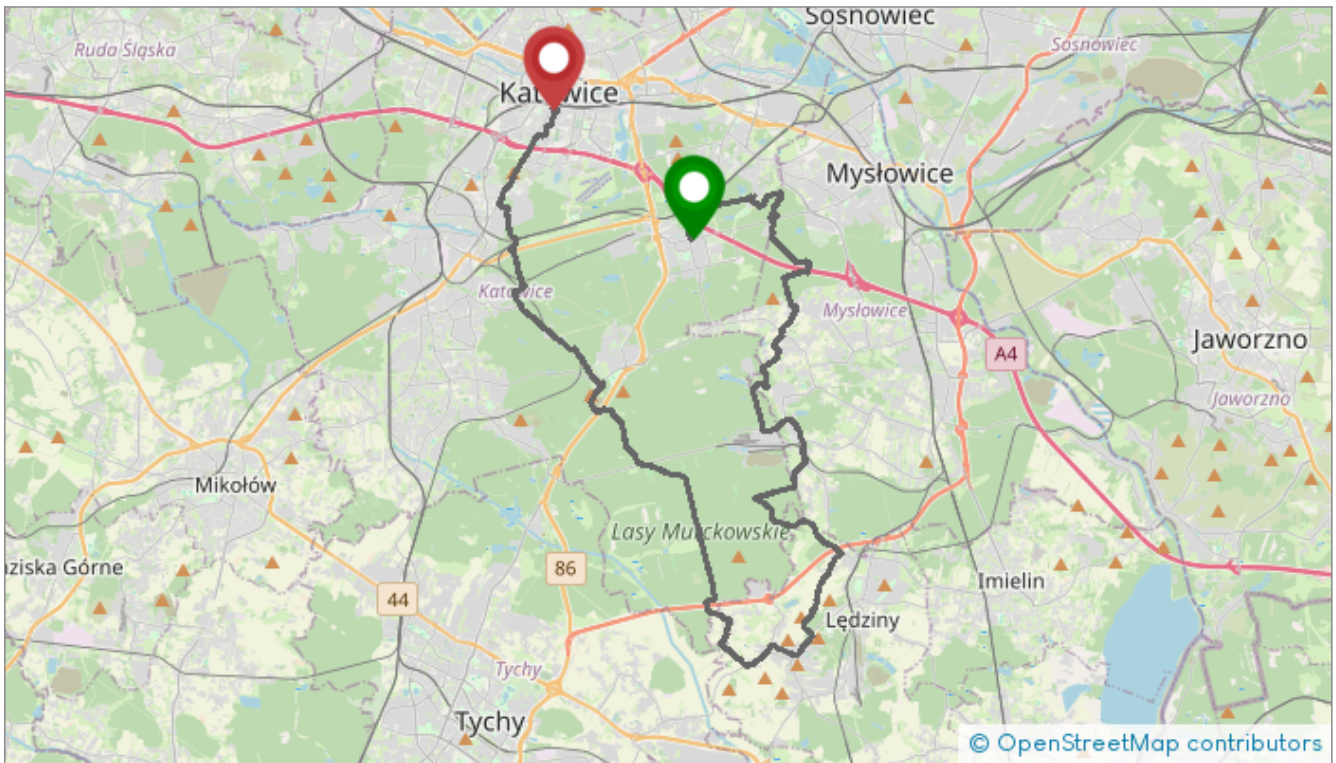 Sosnowiec
Ruda Śląska
Sosnowiec
Katowice
Mysłowice
Katowice
Mysłowice
Jaworzno
A4
Jaworzno
Mikołów
Lasy Murckowskie
86
Imielin
44
Lędziny
Tychy
Tychy
© OpenStreetMap contributors